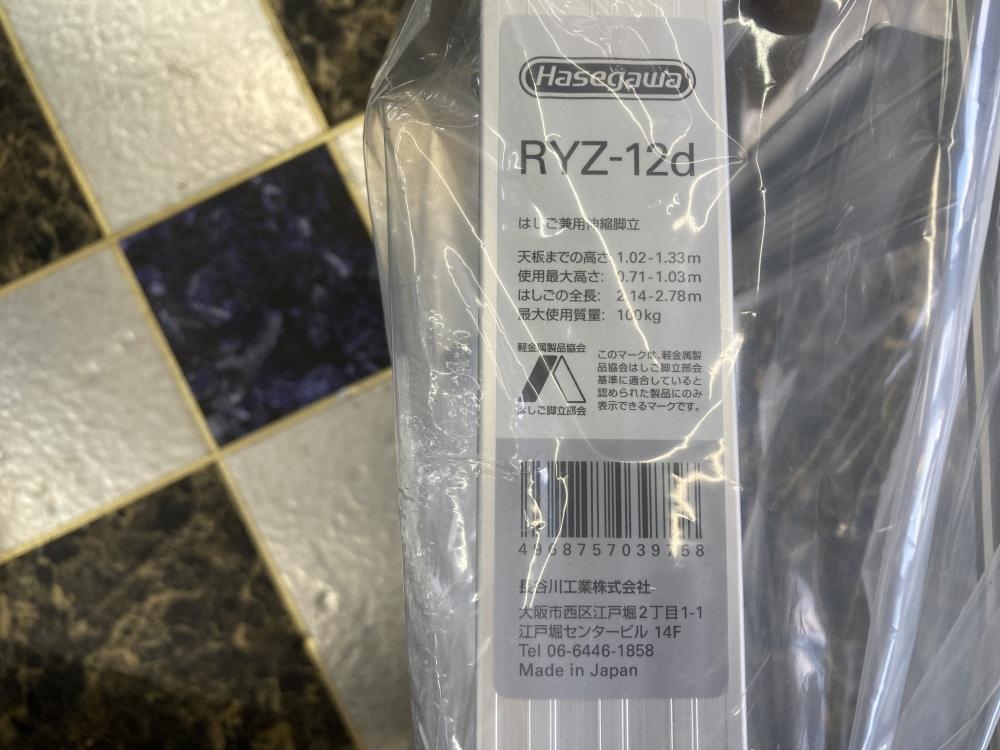 Hasegawa
RYZ-12d
はしご兼用伸縮脚立
天板までの高さ: 1.02-1.33m
使用最大高さ: 0.71-1.03m
はしごの全長: 2.14-2.78m
最大使用質量: 100kg
軽金属製品協会
はしご脚立部会
このマークは、軽金属製
品協会はしご脚立部会
基準に適合していると
認められた製品にのみ
表示できるマークです。
4968757039758
長谷川工業株式会社
大阪市西区江戸堀2丁目1-1
江戸堀センタービル 14F
Tel 06-6446-1858
Made in Japan